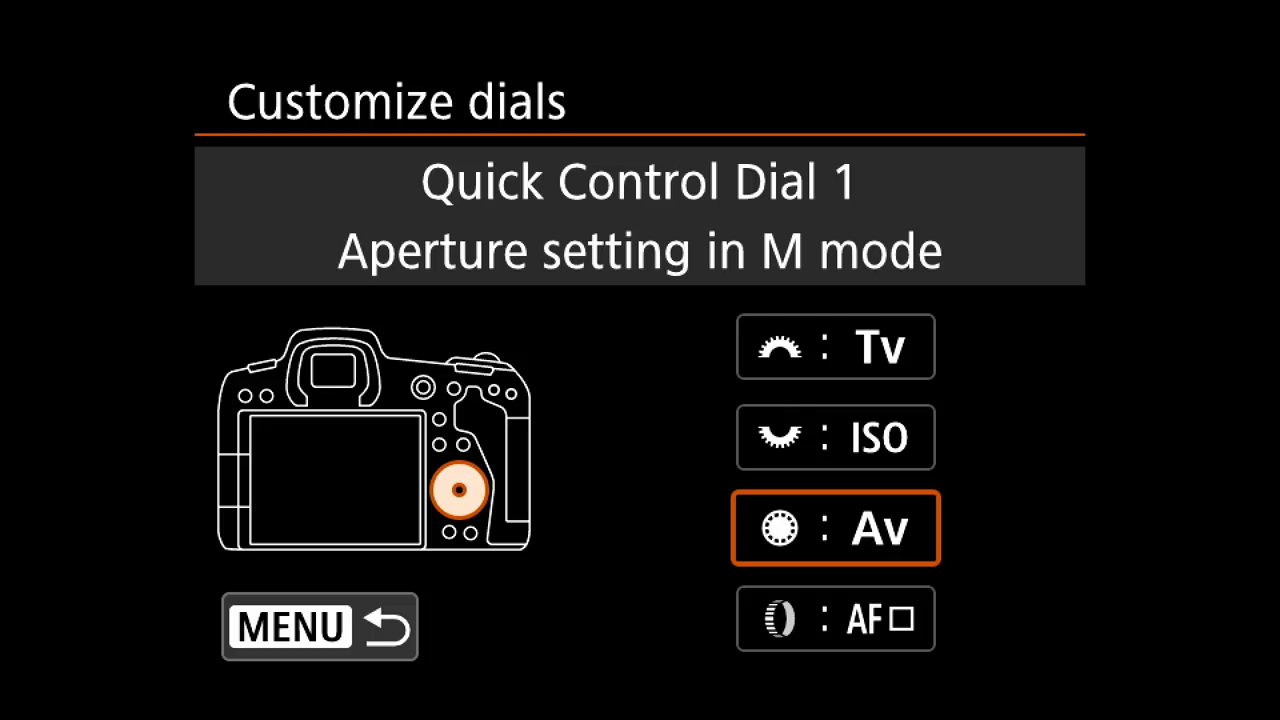 Customize dials
Quick Control Dial 1
Aperture setting in M mode
: Tv
: ISO
: Av
: AF
MENU